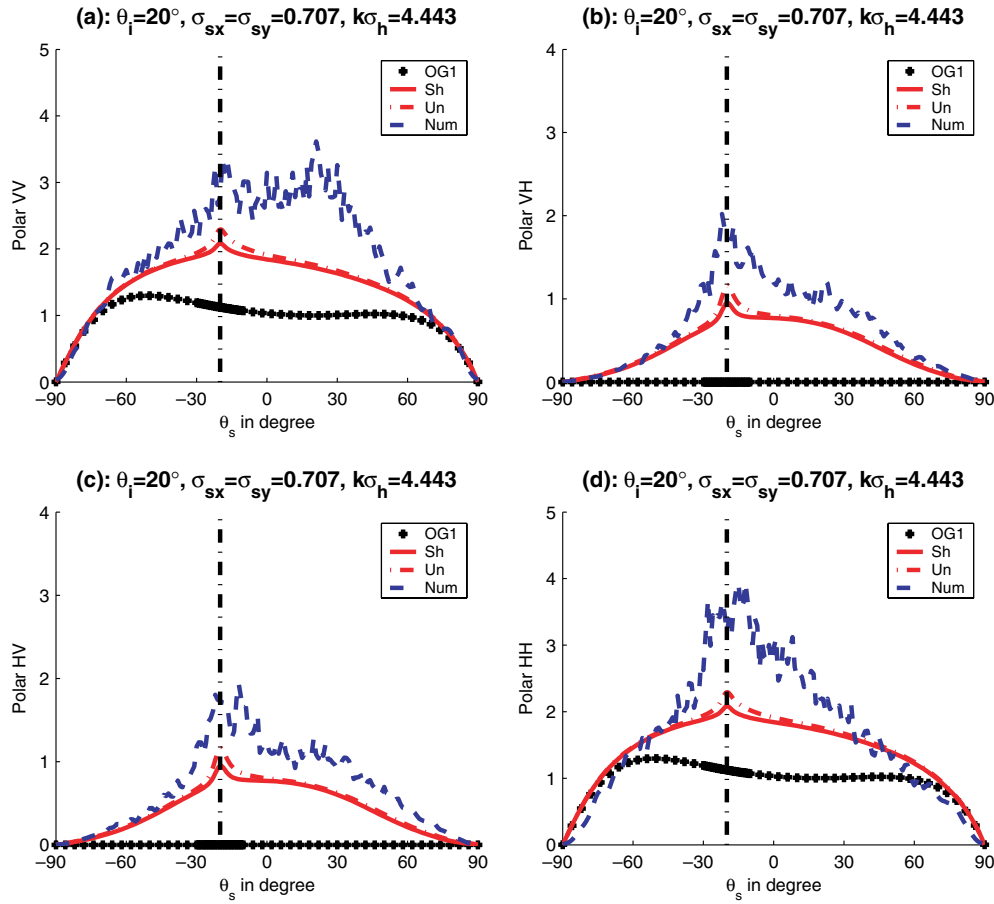 (a): θi=20°, σsx=σsy=0.707, kσh=4.443
5
4
3
2
1
0
Polar VV
−90 −60 −30 0 30 60 90
θs in degree
OG1
Sh
Un
Num
(b): θi=20°, σsx=σsy=0.707, kσh=4.443
4
3
2
1
0
Polar VH
−90 −60 −30 0 30 60 90
θs in degree
OG1
Sh
Un
Num
(c): θi=20°, σsx=σsy=0.707, kσh=4.443
4
3
2
1
0
Polar HV
−90 −60 −30 0 30 60 90
θs in degree
OG1
Sh
Un
Num
(d): θi=20°, σsx=σsy=0.707, kσh=4.443
5
4
3
2
1
0
Polar HH
−90 −60 −30 0 30 60 90
θs in degree
OG1
Sh
Un
Num